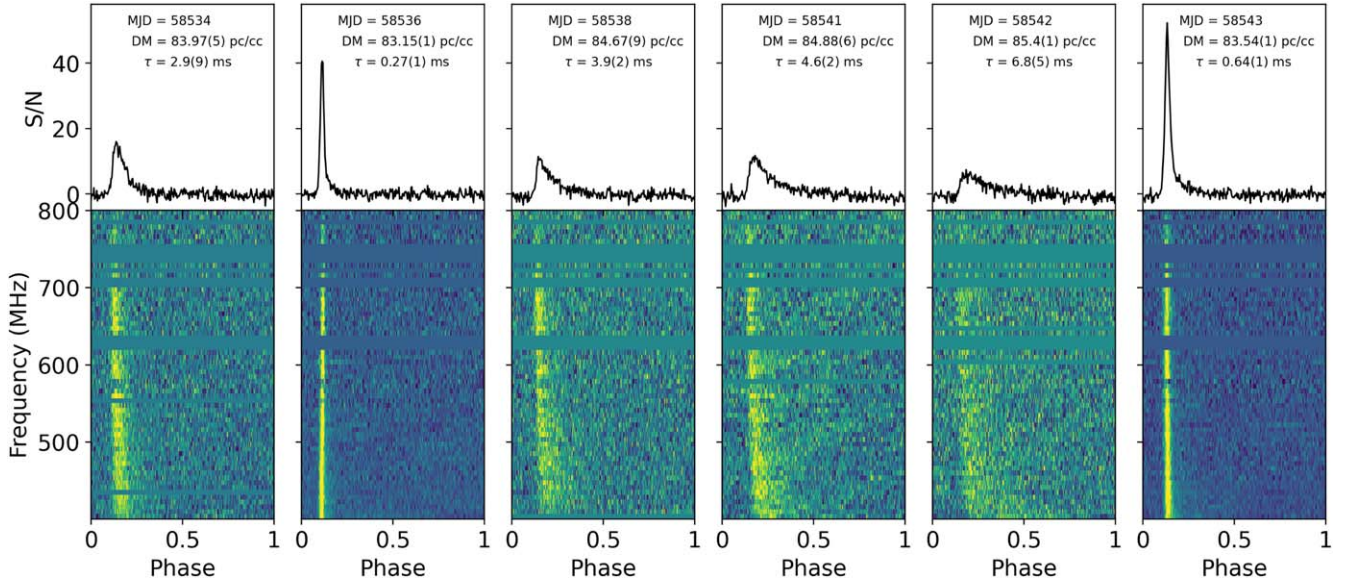 MJD = 58534
DM = 83.97(5) pc/cc
τ = 2.9(9) ms
MJD = 58536
DM = 83.15(1) pc/cc
τ = 0.27(1) ms
MJD = 58538
DM = 84.67(9) pc/cc
τ = 3.9(2) ms
MJD = 58541
DM = 84.88(6) pc/cc
τ = 4.6(2) ms
MJD = 58542
DM = 85.4(1) pc/cc
τ = 6.8(5) ms
MJD = 58543
DM = 83.54(1) pc/cc
τ = 0.64(1) ms
S/N
40
20
0
Frequency (MHz)
800
700
600
500
0 0.5 1
0 0.5 1
0 0.5 1
0 0.5 1
0 0.5 1
0 0.5 1
Phase
Phase
Phase
Phase
Phase
Phase